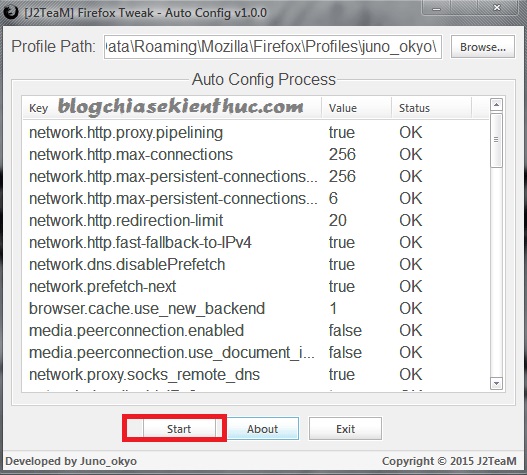 [J2TeaM] Firefox Tweak - Auto Config v1.0.0
Profile Path: Data\Roaming\Mozilla\Firefox\Profiles\juno_okyo\ Browse...
Auto Config Process
Key Value Status
blogchiasekienthuc.com
network.http.proxy.pipelining true OK
network.http.max-connections 256 OK
network.http.max-persistent-connections... 256 OK
network.http.max-persistent-connections... 6 OK
network.http.redirection-limit 20 OK
network.http.fast-fallback-to-IPv4 true OK
network.dns.disablePrefetch true OK
network.prefetch-next true OK
browser.cache.use_new_backend 1 OK
media.peerconnection.enabled false OK
media.peerconnection.use_document_i... false OK
network.proxy.socks_remote_dns true OK
Start About Exit
Developed by Juno_okyo Copyright © 2015 J2TeaM